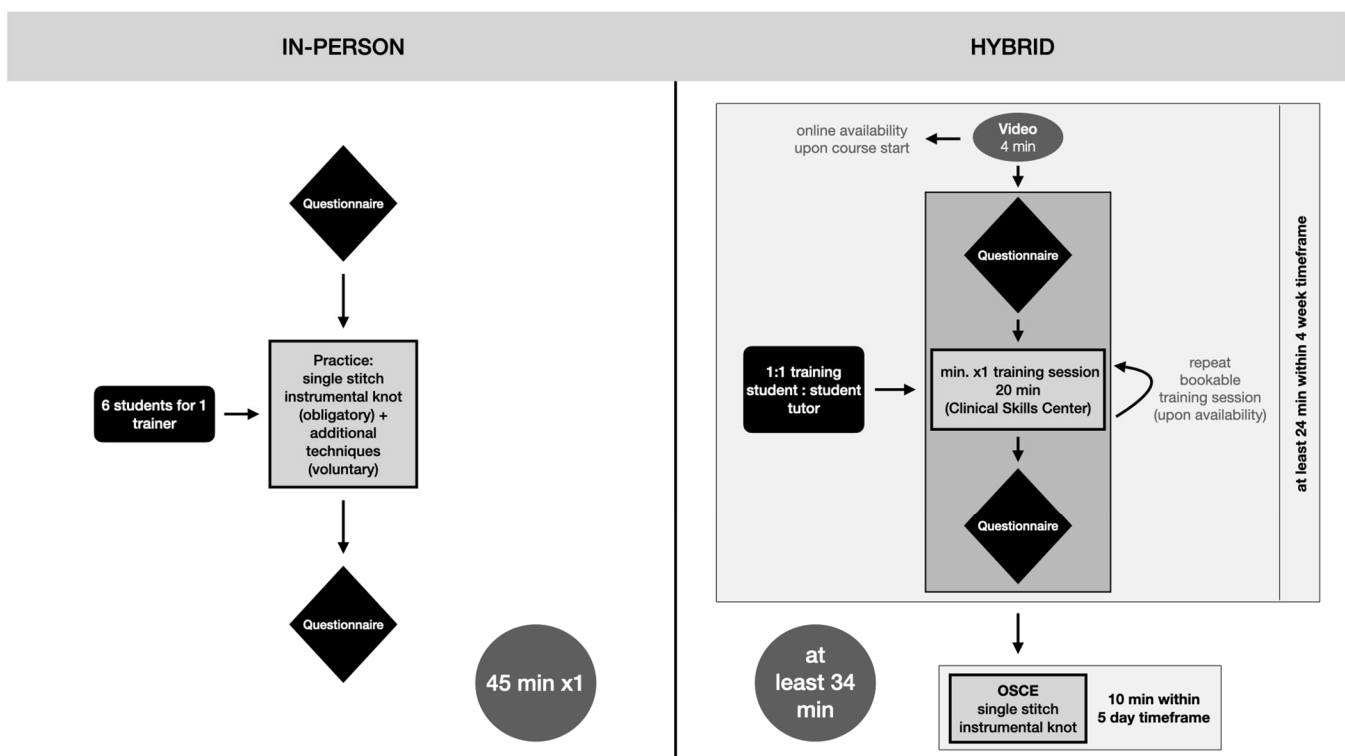 IN-PERSON
Questionnaire
6 students for 1
trainer
Practice:
single stitch
instrumental knot
(obligatory) +
additional
techniques
(voluntary)
Questionnaire
45 min x1
HYBRID
online availability
upon course start
Video
4 min
Questionnaire
1:1 training
student : student
tutor
min. x1 training session
20 min
(Clinical Skills Center)
repeat
bookable
training session
(upon availability)
Questionnaire
at least 24 min within 4 week timeframe
at
least 34
min
OSCE
single stitch
instrumental knot
10 min within
5 day timeframe